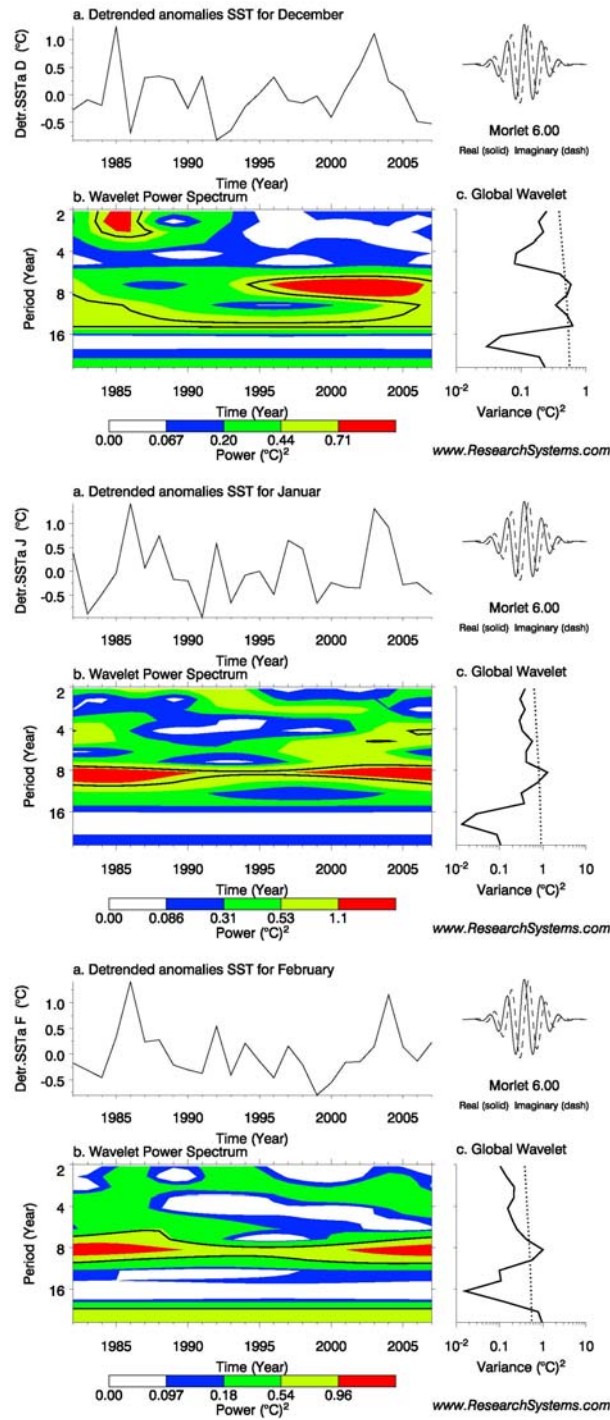 a. Detrended anomalies SST for December
Detr.SSTa D (°C)
1.0
0.5
0.0
-0.5
1985 1990 1995 2000 2005
Time (Year)
Morlet 6.00
Real (solid) Imaginary (dash)
b. Wavelet Power Spectrum
c. Global Wavelet
Period (Year)
2
4
8
16
1985 1990 1995 2000 2005
Time (Year)
10-2 0.1 1
Variance (°C)2
0.00 0.067 0.20 0.44 0.71
Power (°C)2
www.ResearchSystems.com
a. Detrended anomalies SST for Januar
Detr.SSTa J (°C)
1.0
0.5
0.0
-0.5
1985 1990 1995 2000 2005
Time (Year)
Morlet 6.00
Real (solid) Imaginary (dash)
b. Wavelet Power Spectrum
c. Global Wavelet
Period (Year)
2
4
8
16
1985 1990 1995 2000 2005
Time (Year)
10-2 0.1 1 10
Variance (°C)2
0.00 0.086 0.31 0.53 1.1
Power (°C)2
www.ResearchSystems.com
a. Detrended anomalies SST for February
Detr.SSTa F (°C)
1.0
0.5
0.0
-0.5
1985 1990 1995 2000 2005
Time (Year)
Morlet 6.00
Real (solid) Imaginary (dash)
b. Wavelet Power Spectrum
c. Global Wavelet
Period (Year)
2
4
8
16
1985 1990 1995 2000 2005
Time (Year)
10-2 0.1 1 10
Variance (°C)2
0.00 0.097 0.18 0.54 0.96
Power (°C)2
www.ResearchSystems.com